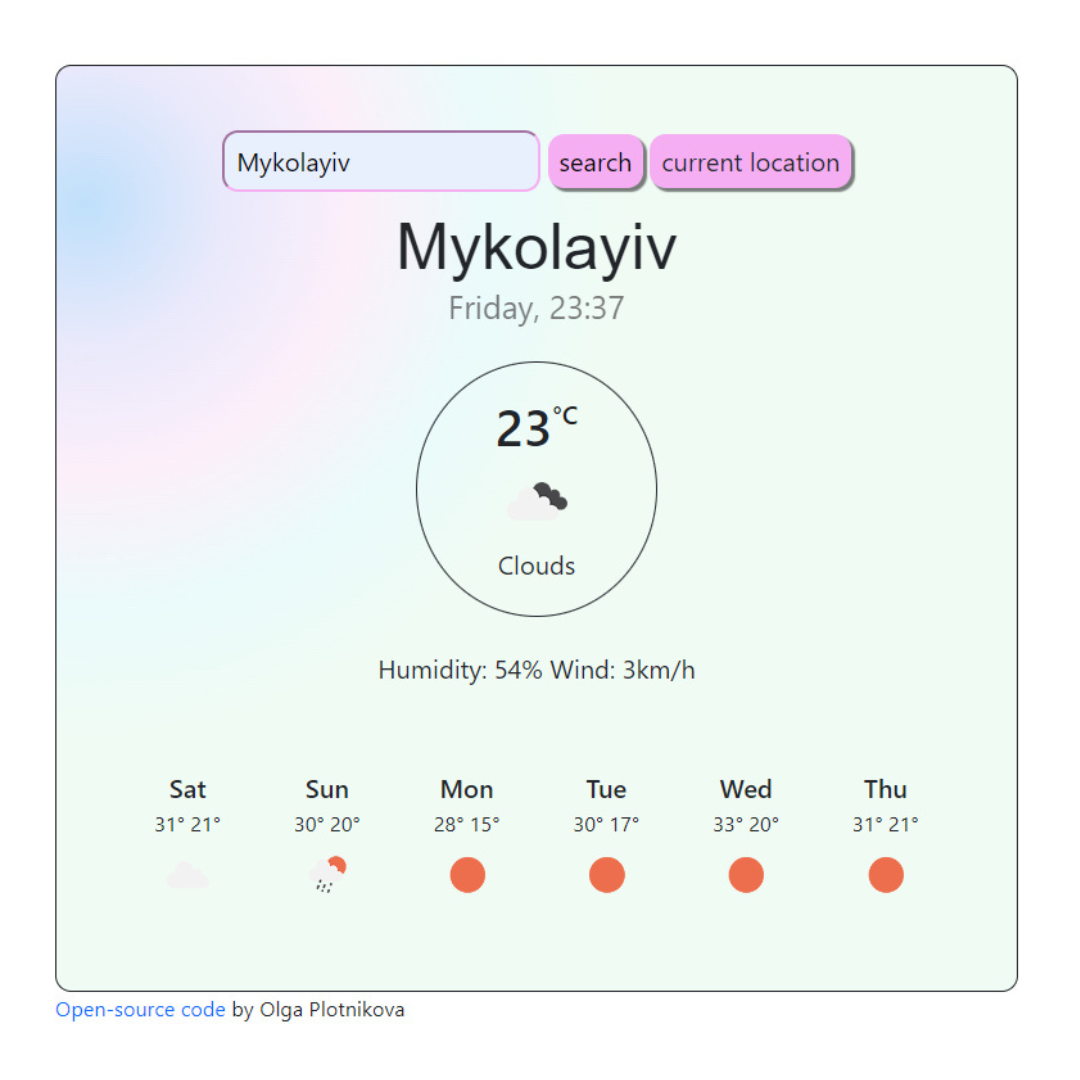 Mykolayiv search current location
Mykolayiv
Friday, 23:37
23°C
Clouds
Humidity: 54% Wind: 3km/h
Sat Sun Mon Tue Wed Thu
31° 21° 30° 20° 28° 15° 30° 17° 33° 20° 31° 21°
Open-source code by Olga Plotnikova